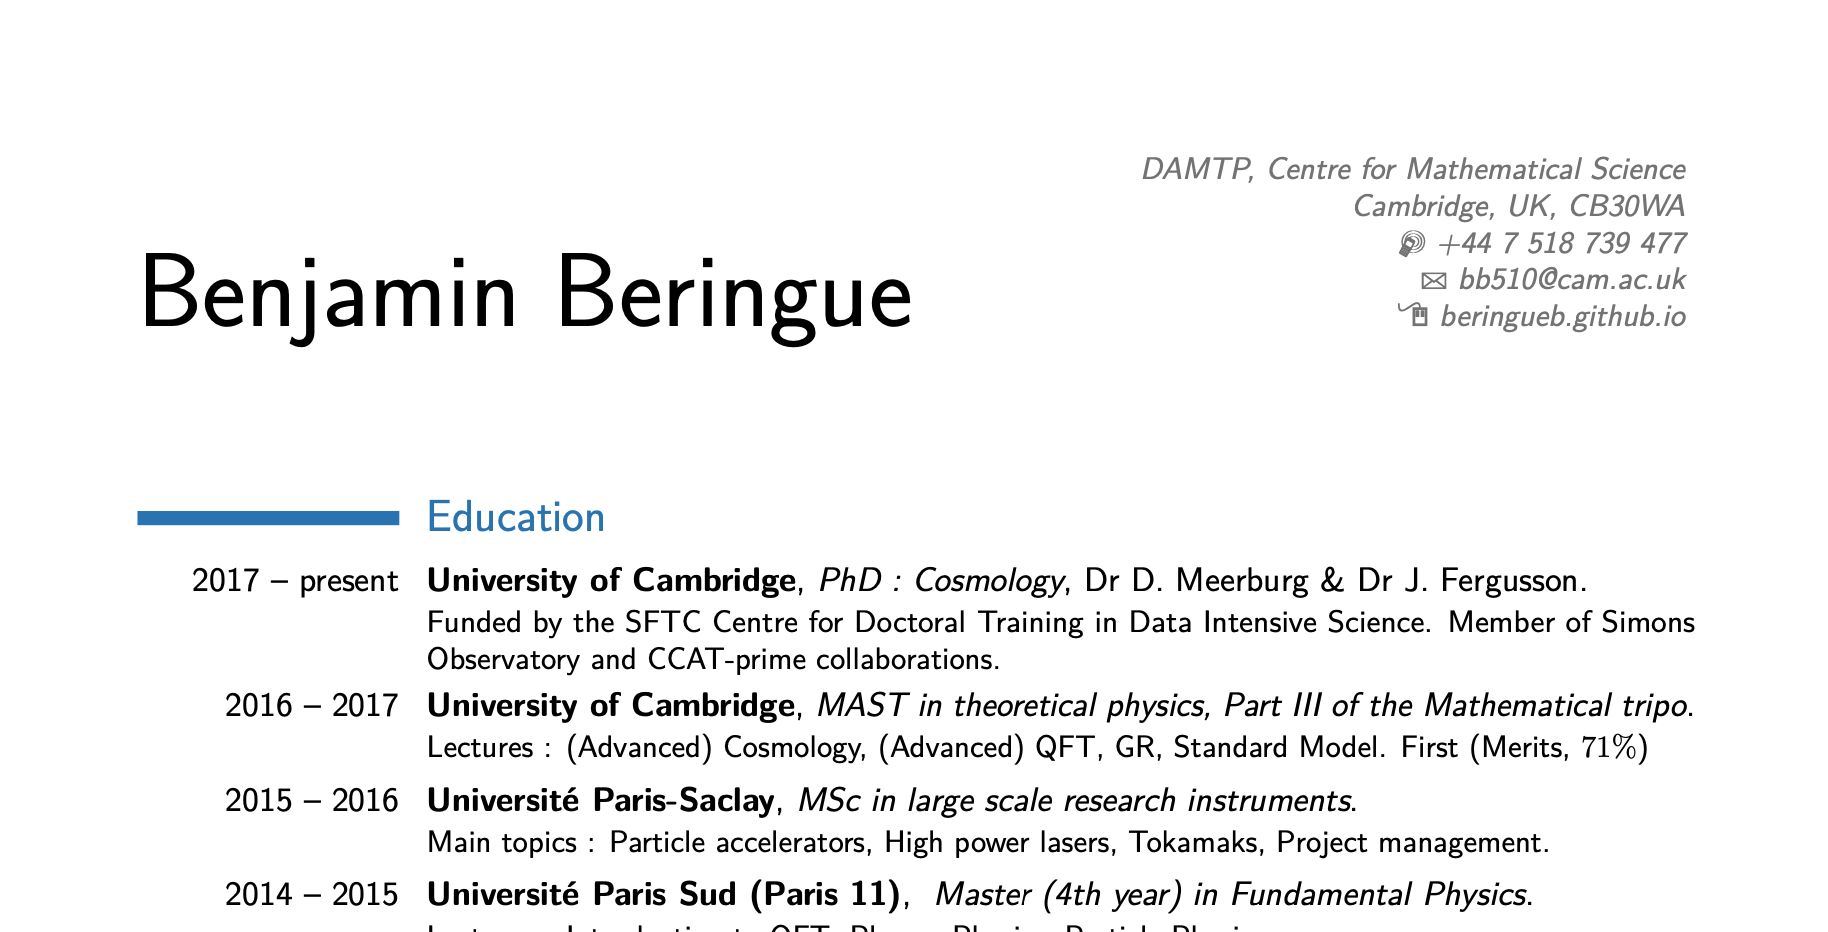 DAMTP, Centre for Mathematical Science
Cambridge, UK, CB30WA
+44 7 518 739 477
bb510@cam.ac.uk
beringueb.github.io
Benjamin Beringue
Education
2017 – present University of Cambridge, PhD : Cosmology, Dr D. Meerburg & Dr J. Fergusson.
Funded by the SFTC Centre for Doctoral Training in Data Intensive Science. Member of Simons
Observatory and CCAT-prime collaborations.
2016 – 2017 University of Cambridge, MAST in theoretical physics, Part III of the Mathematical tripo.
Lectures : (Advanced) Cosmology, (Advanced) QFT, GR, Standard Model. First (Merits, 71%)
2015 – 2016 Université Paris-Saclay, MSc in large scale research instruments.
Main topics : Particle accelerators, High power lasers, Tokamaks, Project management.
2014 – 2015 Université Paris Sud (Paris 11), Master (4th year) in Fundamental Physics.